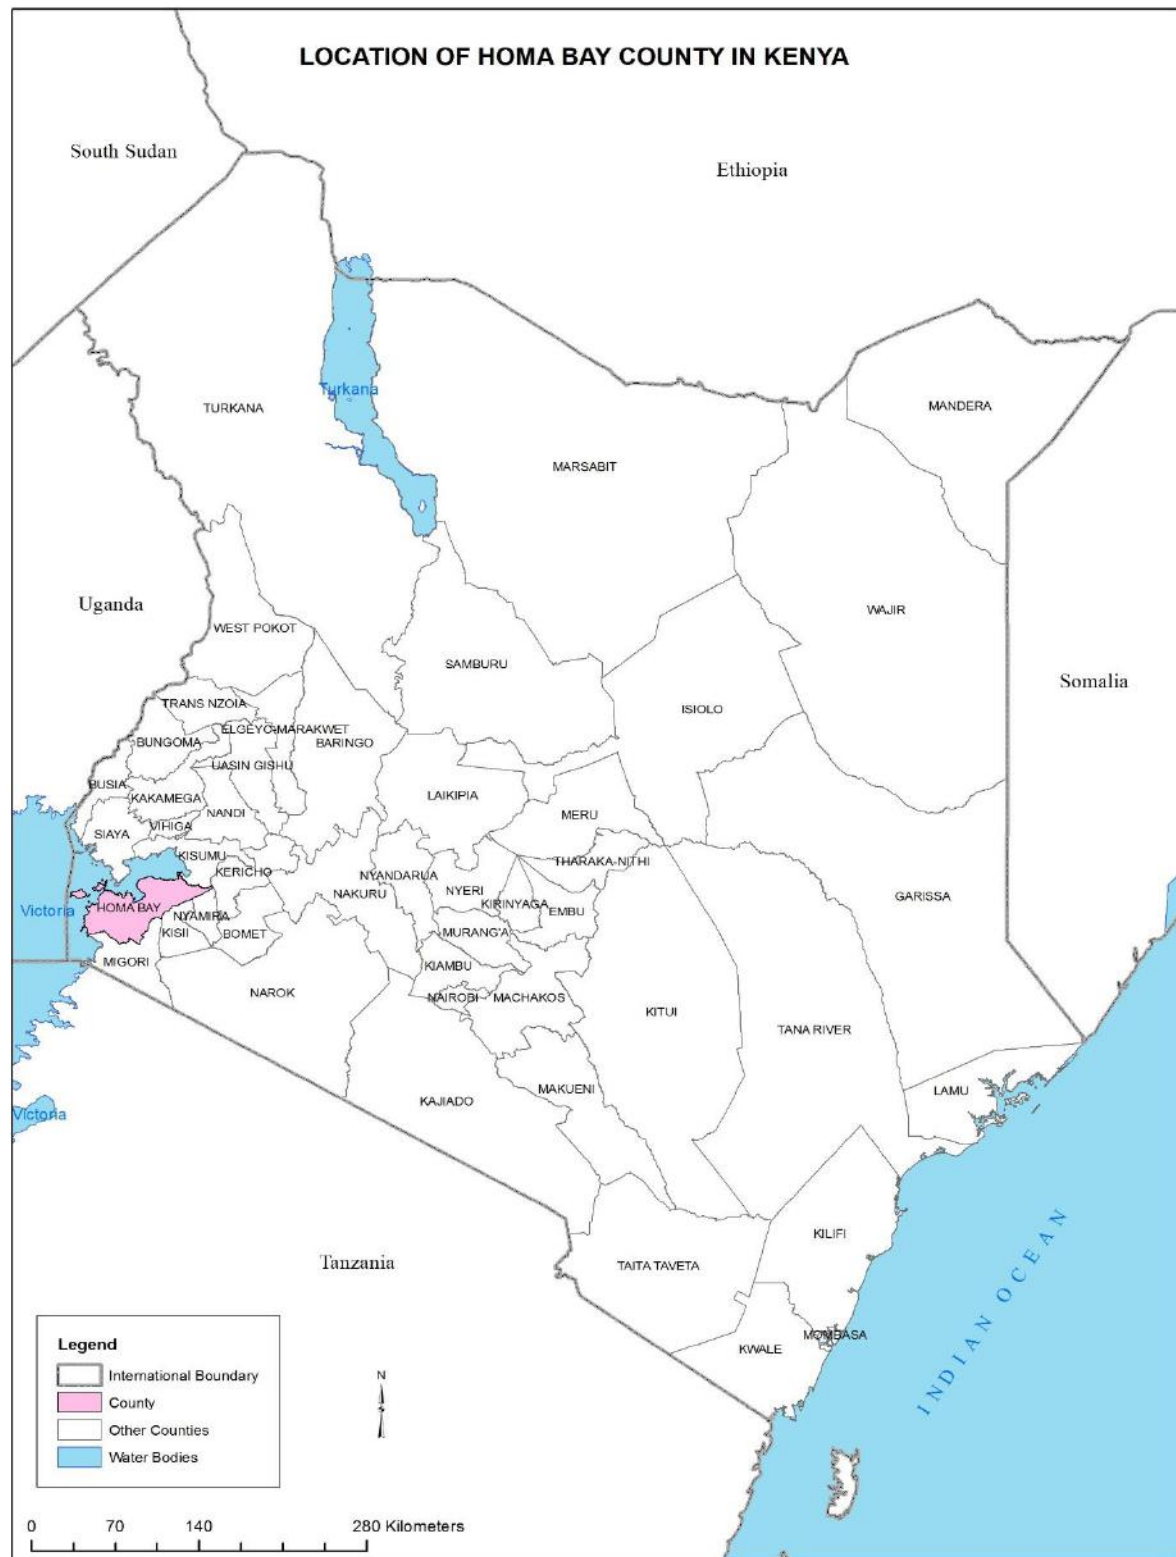 LOCATION OF HOMA BAY COUNTY IN KENYA
South Sudan
Ethiopia
Turkana
TURKANA
MANDERA
MARSABIT
Uganda
WAJIR
WEST POKOT
SAMBURU
Somalia
TRANS NZOIA
ISIOLO
ELGEYO-MARAKWET
BUNGOMA
BARINGO
UASIN GISHU
BUSIA
KAKAMEGA
LAIKIPIA
NANDI
MERU
VIHIGA
SIAYA
KISUMU
THARAKA-NITHI
KERICHO
NYANDARUA
NAKURU
NYERI
GARISSA
KIRINYAGA
HOMA BAY
Victoria
NYAMIRA
EMBU
KISII
BOMET
MURANG'A
MIGORI
KIAMBU
NAROK
NAIROBI
MACHAKOS
KITUI
TANA RIVER
MAKUENI
LAMU
KAJIADO
Victoria
KILIFI
Tanzania
TAITA TAVETA
INDIAN OCEAN
MOMBASA
KWALE
Legend
International Boundary
County
Other Counties
Water Bodies
N
0 70 140 280 Kilometers